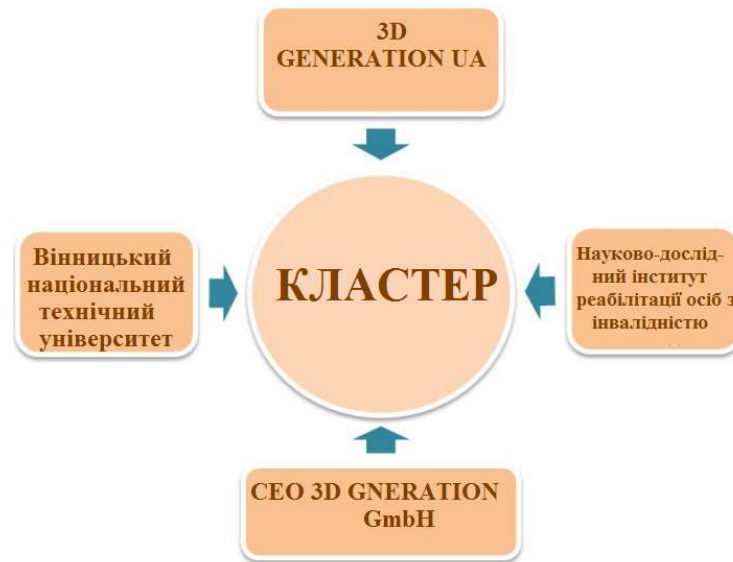 3D
GENERATION UA
Вінницький
національний
технічний
університет
КЛАСТЕР
Науково-дослід-
ний інститут
реабілітації осіб з
інвалідністю
CEO 3D GNERATION
GmbH